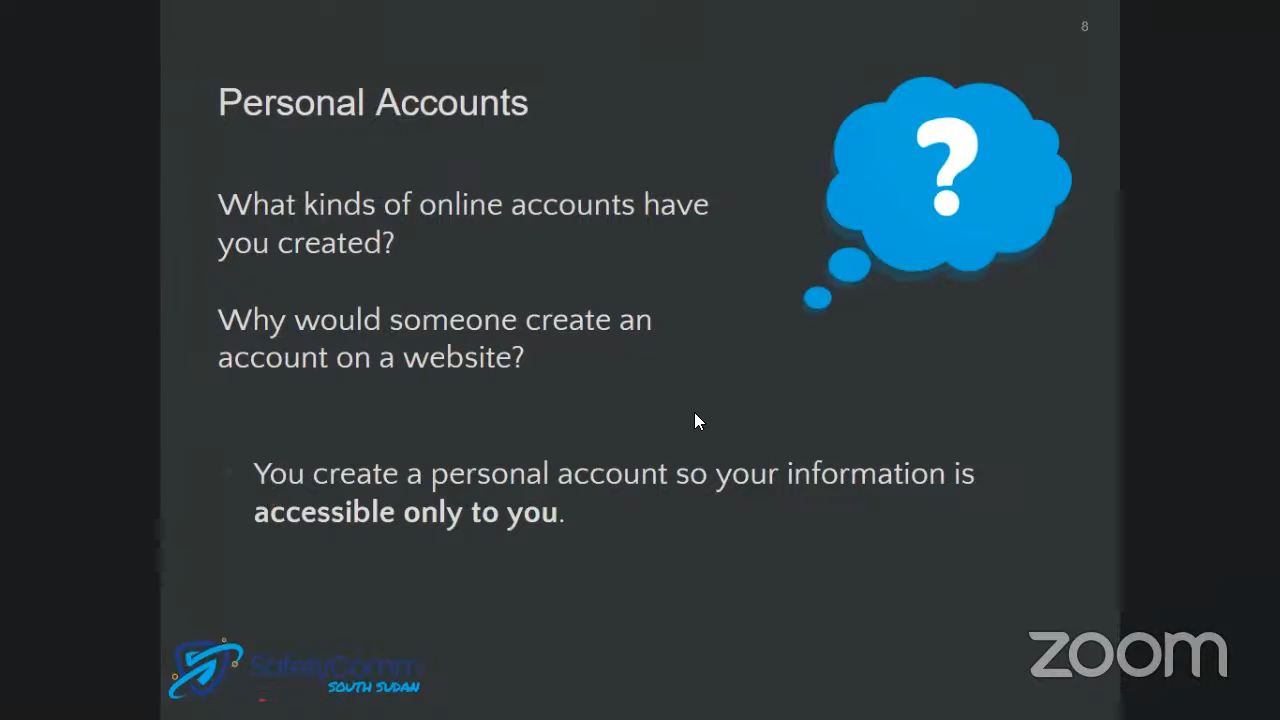 8
Personal Accounts
?
What kinds of online accounts have
you created?
Why would someone create an
account on a website?
You create a personal account so your information is
accessible only to you.
SafetyComm
SOUTH SUDAN
zoom